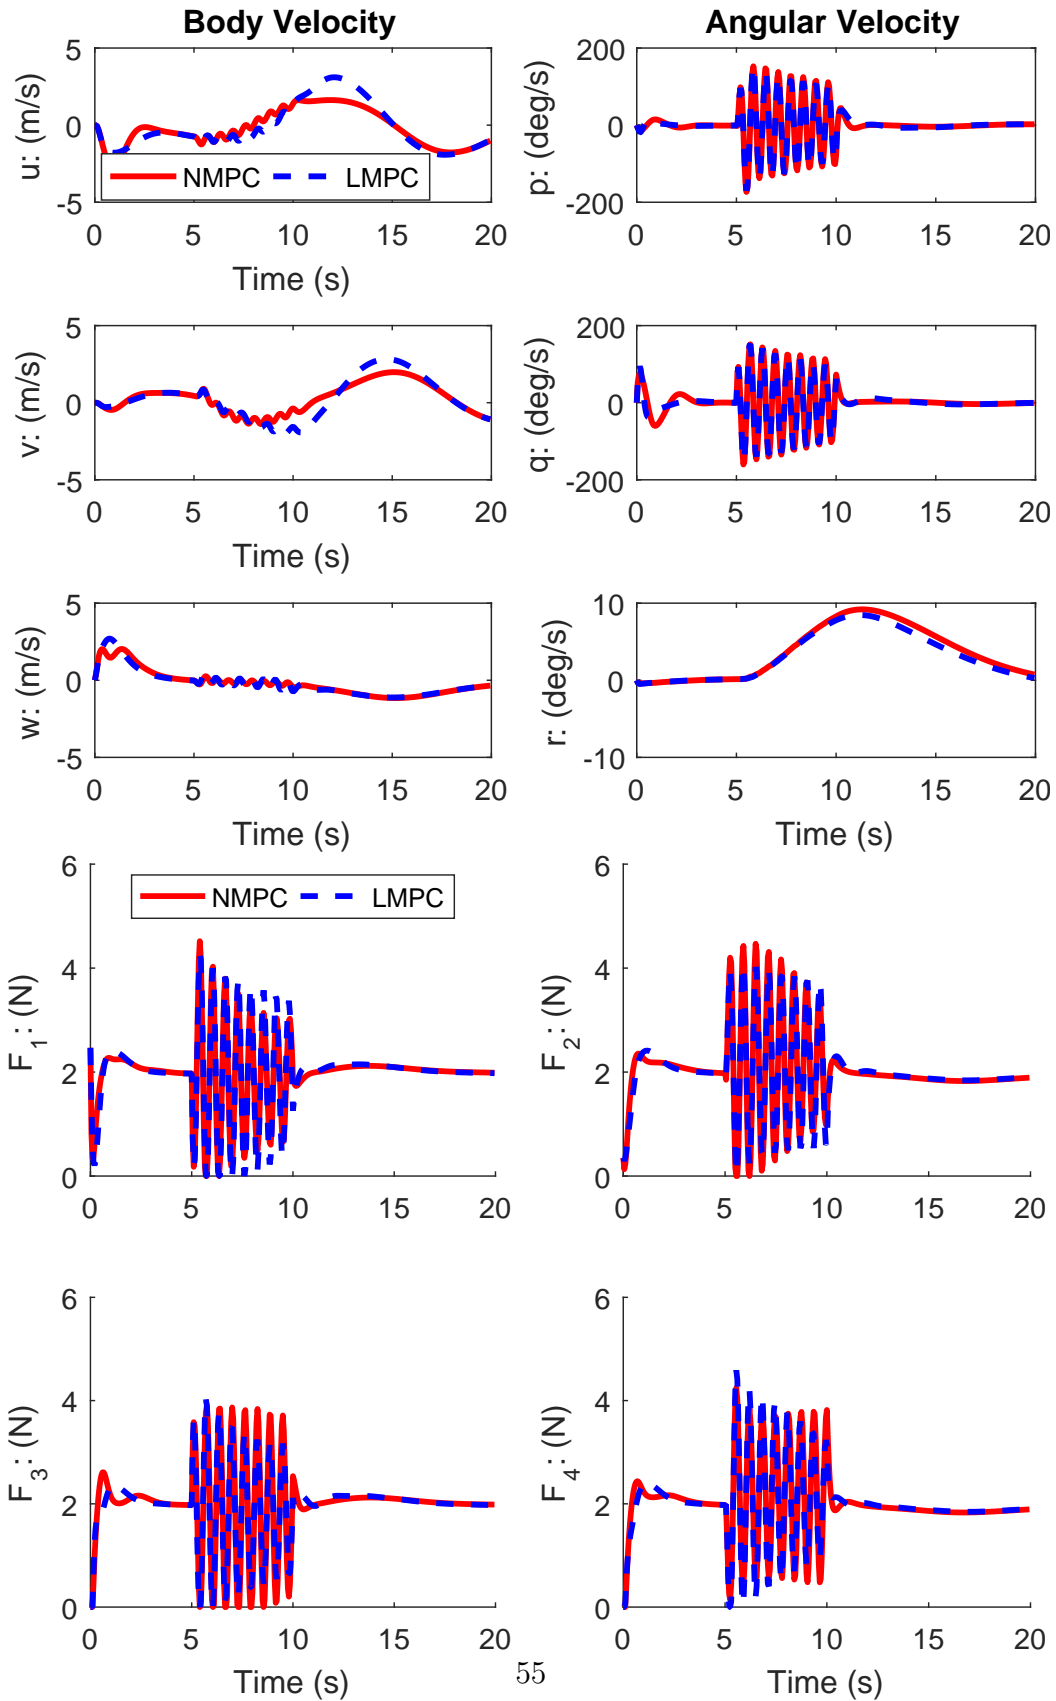 Body Velocity Angular Velocity
5 200
u: (m/s) 0 p: (deg/s) 0
NMPC LMPC
-5 -200
0 5 10 15 20 0 5 10 15 20
Time (s)
5 200
v: (m/s) 0 q: (deg/s) 0
-5 -200
0 5 10 15 20 0 5 10 15 20
Time (s)
5 10
w: (m/s) 0 r: (deg/s) 0
-5 -10
0 5 10 15 20 0 5 10 15 20
Time (s) Time (s)
6 6
NMPC LMPC
4 4
F1: (N) F2: (N)
2 2
0 0
0 5 10 15 20 0 5 10 15 20
6 6
4 4
F3: (N) F4: (N)
2 2
0 0
0 5 10 15 20 0 5 10 15 20
Time (s) Time (s)
55